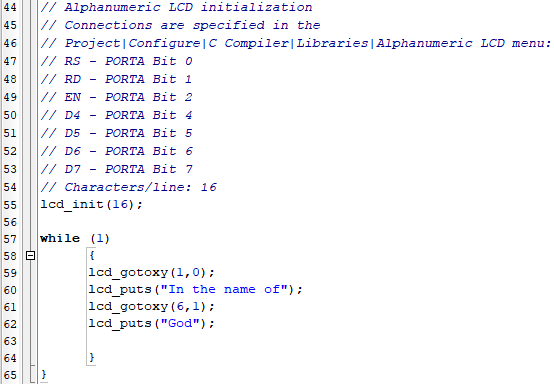 44 // Alphanumeric LCD initialization
45 // Connections are specified in the
46 // Project|Configure|C Compiler|Libraries|Alphanumeric LCD menu:
47 // RS - PORTA Bit 0
48 // RD - PORTA Bit 1
49 // EN - PORTA Bit 2
50 // D4 - PORTA Bit 4
51 // D5 - PORTA Bit 5
52 // D6 - PORTA Bit 6
53 // D7 - PORTA Bit 7
54 // Characters/line: 16
55 lcd_init(16);
56
57 while (1)
58 {
59 lcd_gotoxy(1,0);
60 lcd_puts("In the name of");
61 lcd_gotoxy(6,1);
62 lcd_puts("God");
63
64 }
65 }